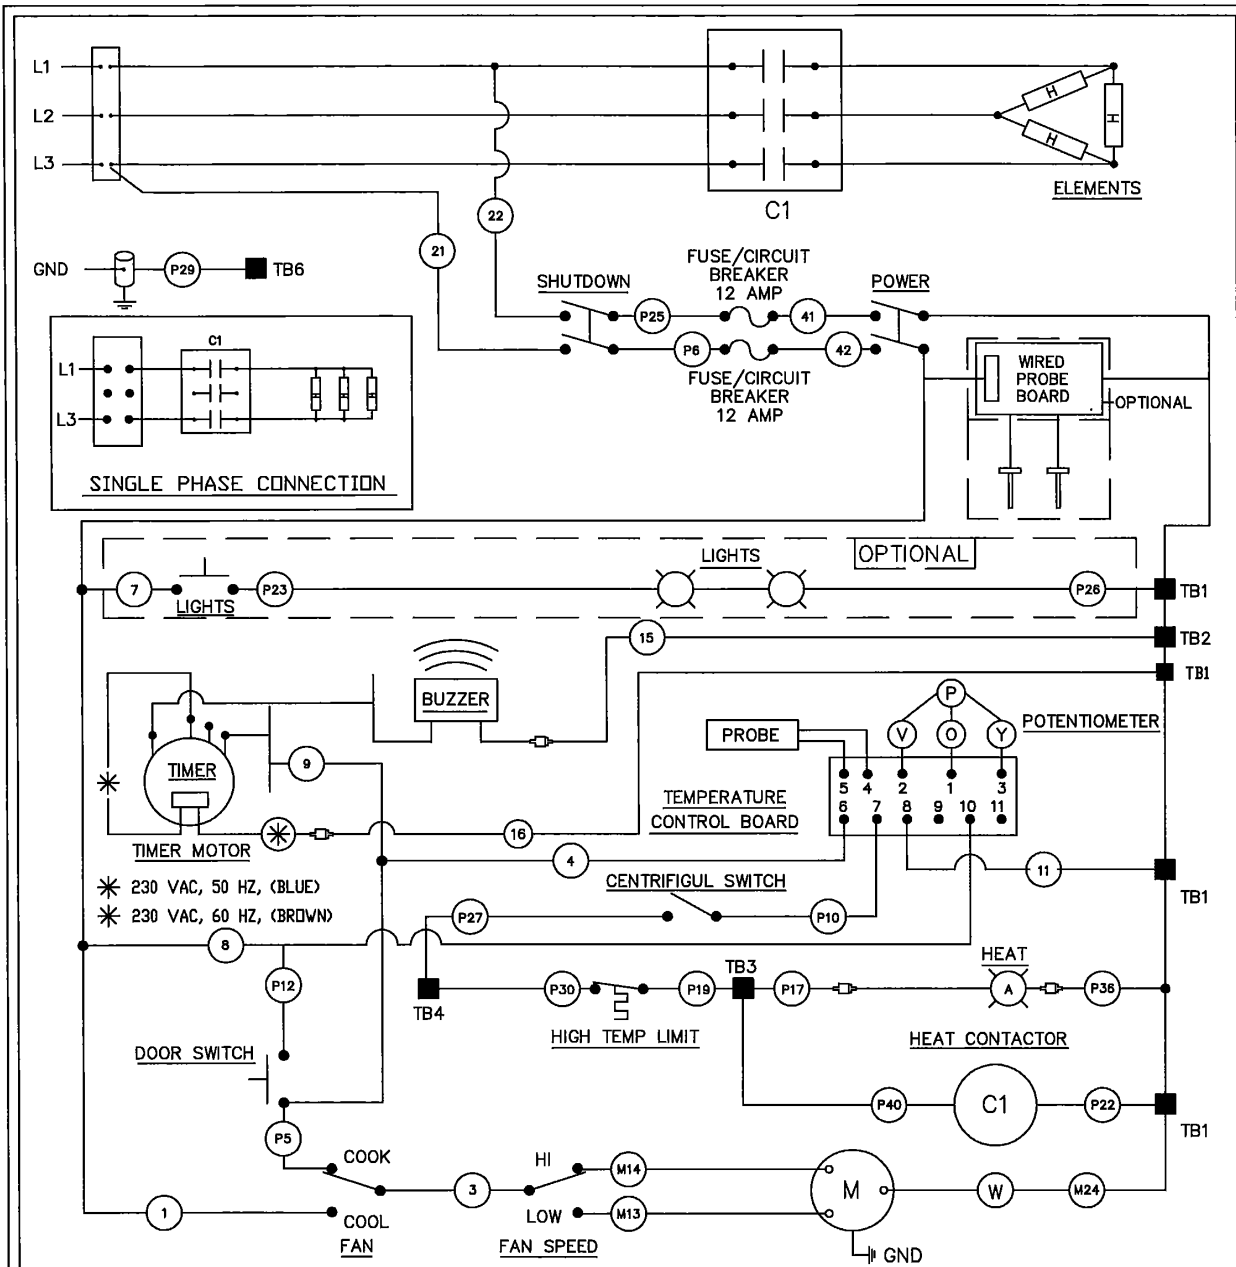 L1
L2
L3
C1
ELEMENTS
22
21
GND
P29
TB6
SHUTDOWN
FUSE/CIRCUIT
BREAKER
12 AMP
POWER
P25
41
P6
42
FUSE/CIRCUIT
BREAKER
12 AMP
WIRED
PROBE
BOARD
OPTIONAL
C1
L1
L3
SINGLE PHASE CONNECTION
H
H
H
OPTIONAL
LIGHTS
7
LIGHTS
P23
P26
TB1
15
TB2
TB1
BUZZER
P
POTENTIOMETER
V
O
Y
PROBE
TIMER
9
5
4
2
1
3
6
7
8
9
10
11
TEMPERATURE
CONTROL BOARD
16
TIMER MOTOR
4
11
TB1
230 VAC, 50 HZ, (BLUE)
230 VAC, 60 HZ, (BROWN)
CENTRIFIGUL SWITCH
P27
P10
8
P12
TB4
P30
P19
TB3
P17
HEAT
A
P36
HIGH TEMP LIMIT
DOOR SWITCH
HEAT CONTACTOR
P40
C1
P22
TB1
P5
COOK
HI
M14
3
M
W
M24
1
COOL
LOW
M13
FAN
FAN SPEED
GND